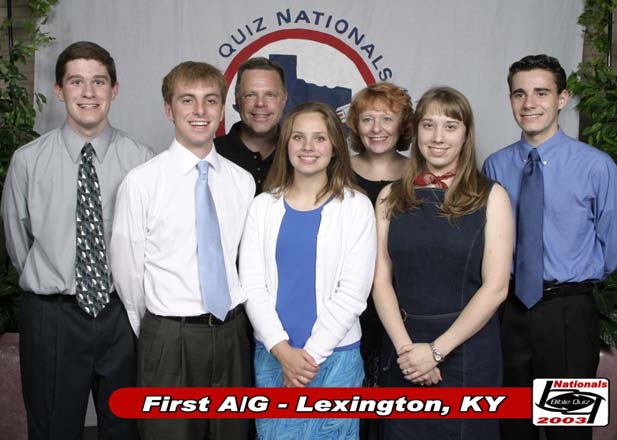 QUIZ NATIONALS
First A/G - Lexington, KY
Nationals
Bible Quiz
2003